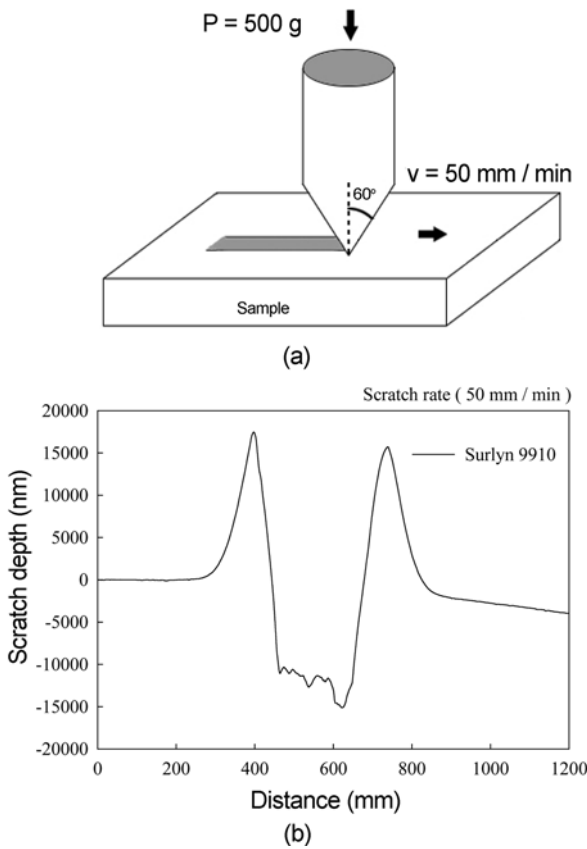 P = 500 g
60°
v = 50 mm / min
Sample
(a)
Scratch rate ( 50 mm / min )
Surlyn 9910
20000
15000
10000
5000
0
-5000
-10000
-15000
-20000
Scratch depth (nm)
0 200 400 600 800 1000 1200
Distance (mm)
(b)